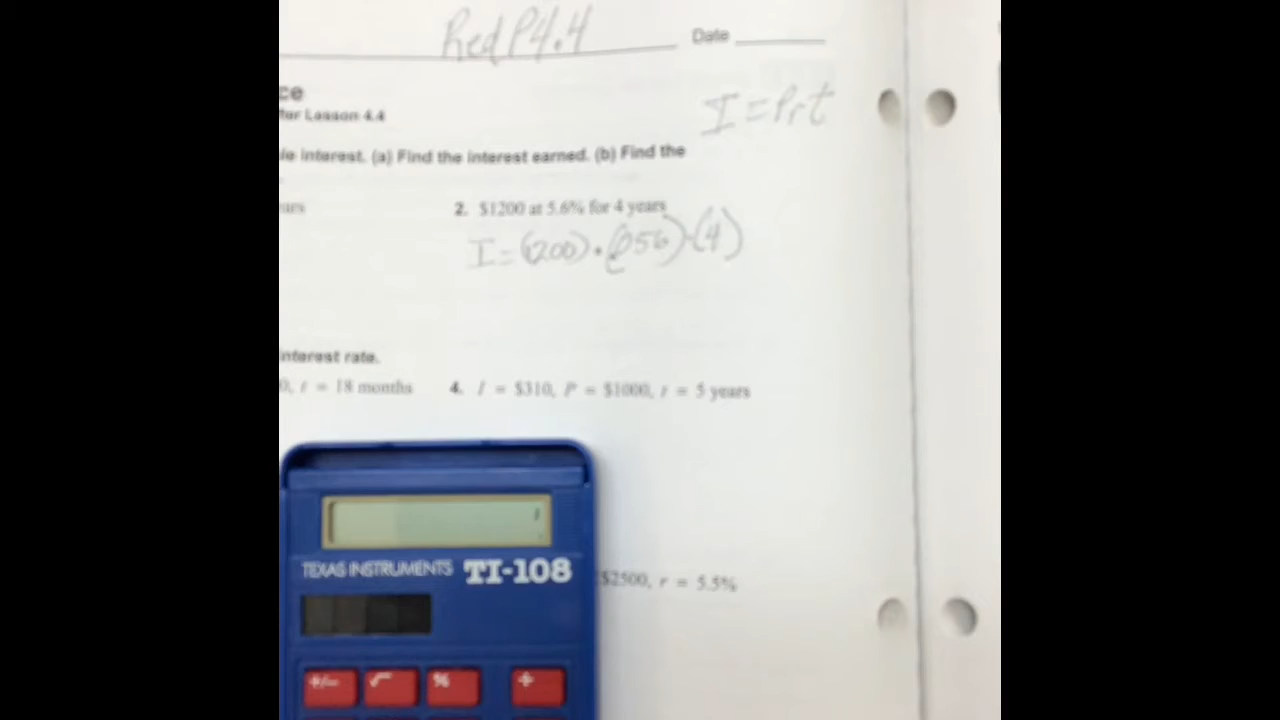 Red P4.4
Date
ce
ter Lesson 4.4
I = Prt
le interest. (a) Find the interest earned. (b) Find the
ars
2. $1200 at 5.6% for 4 years
I = (1200) · (.056) · (4)
interest rate.
0, t = 18 months
4. I = $310, P = $1000, t = 5 years
TEXAS INSTRUMENTS TI-108
$2500, r = 5.5%
+/− √ % ÷